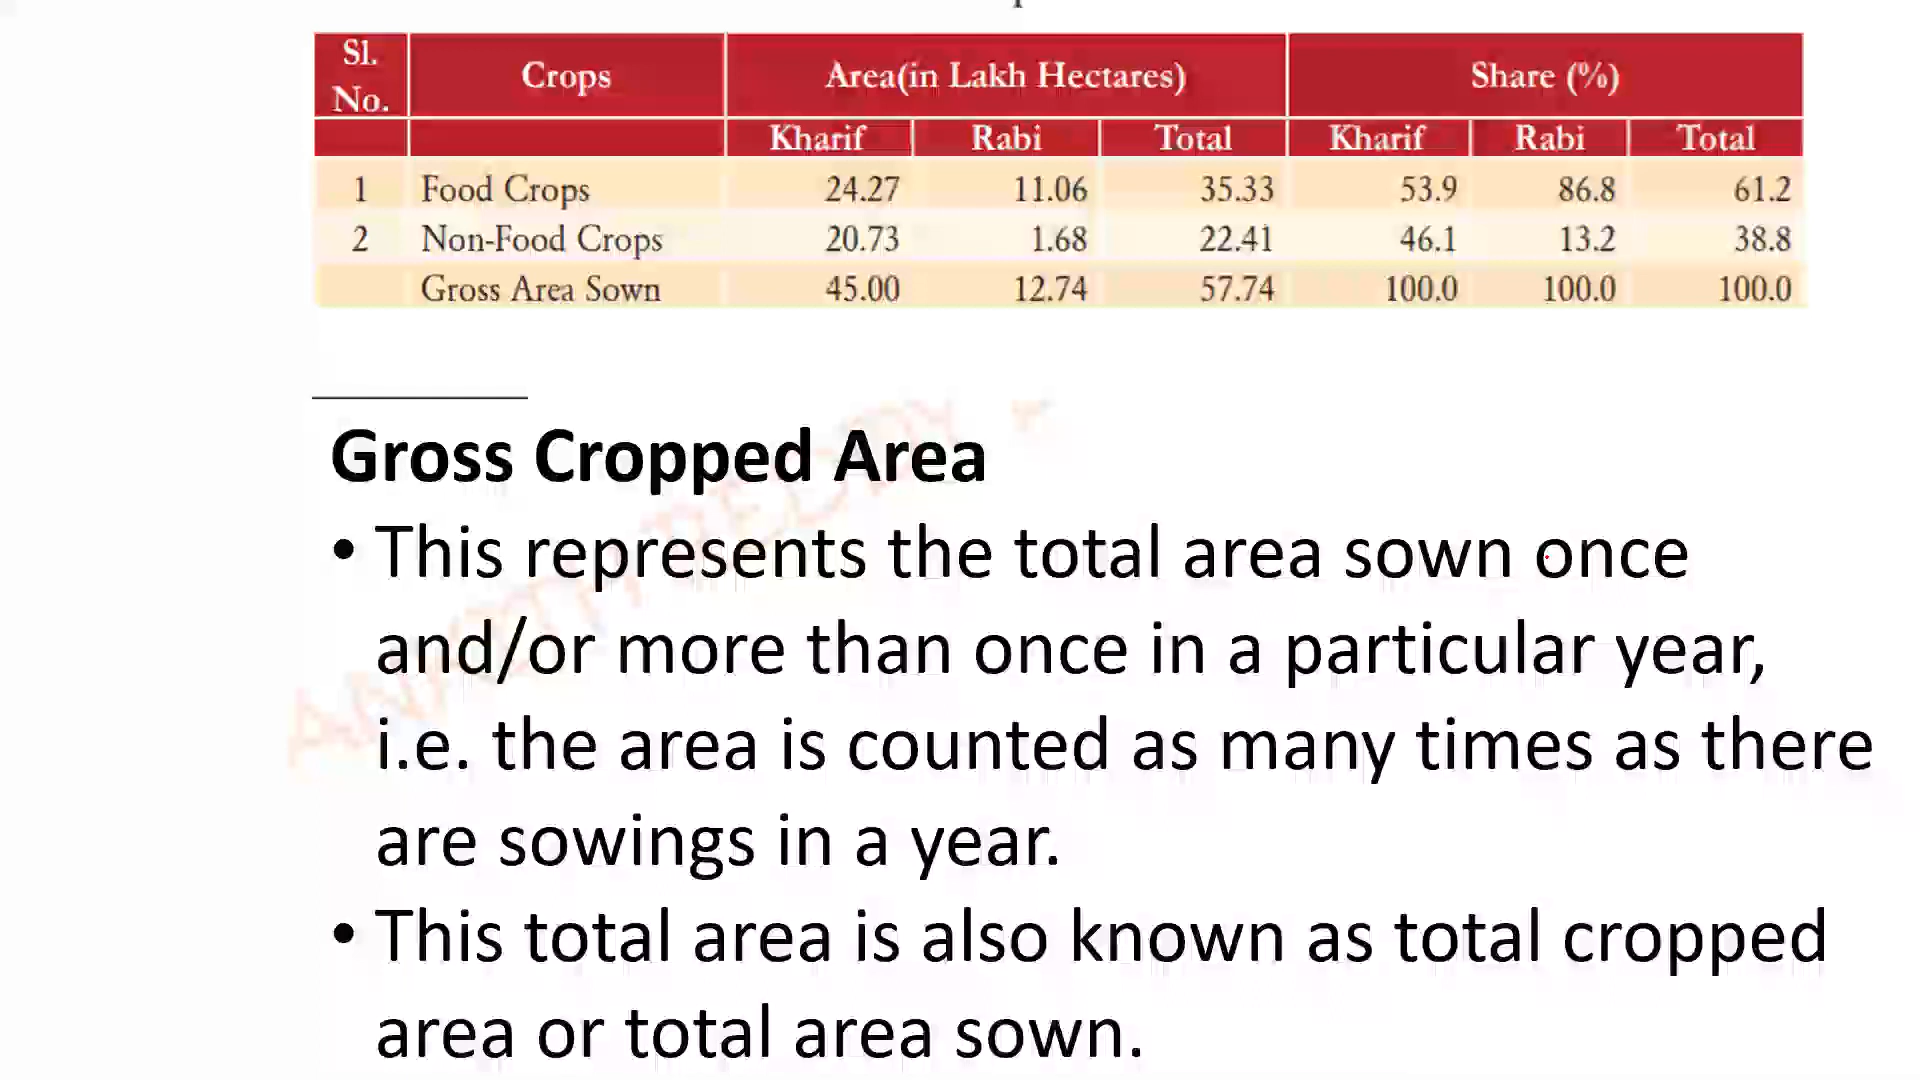 Sl. No. Crops Area(in Lakh Hectares) Share (%)
Kharif Rabi Total Kharif Rabi Total
1 Food Crops 24.27 11.06 35.33 53.9 86.8 61.2
2 Non-Food Crops 20.73 1.68 22.41 46.1 13.2 38.8
Gross Area Sown 45.00 12.74 57.74 100.0 100.0 100.0
Gross Cropped Area
• This represents the total area sown once
and/or more than once in a particular year,
i.e. the area is counted as many times as there
are sowings in a year.
• This total area is also known as total cropped
area or total area sown.